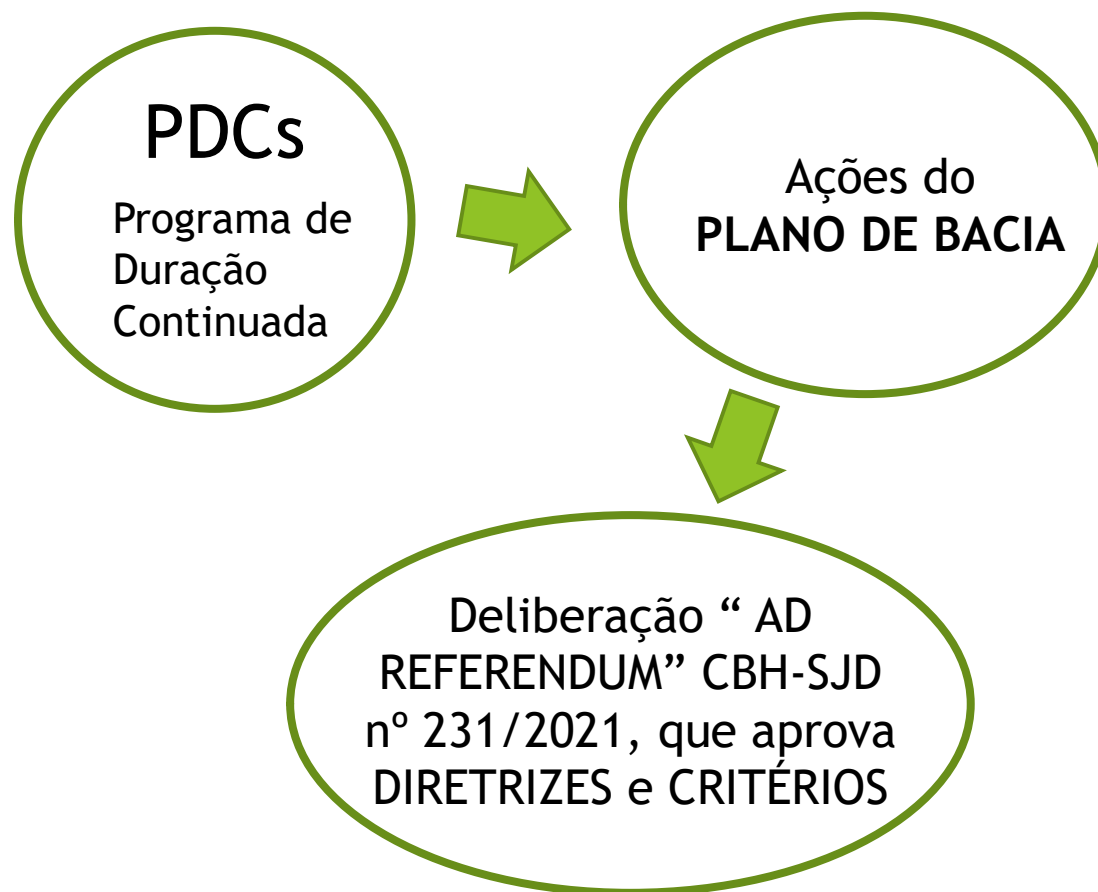 PDCs
Programa de
Duração
Continuada
Ações do
PLANO DE BACIA
Deliberação “ AD
REFERENDUM” CBH-SJD
nº 231/2021, que aprova
DIRETRIZES e CRITÉRIOS